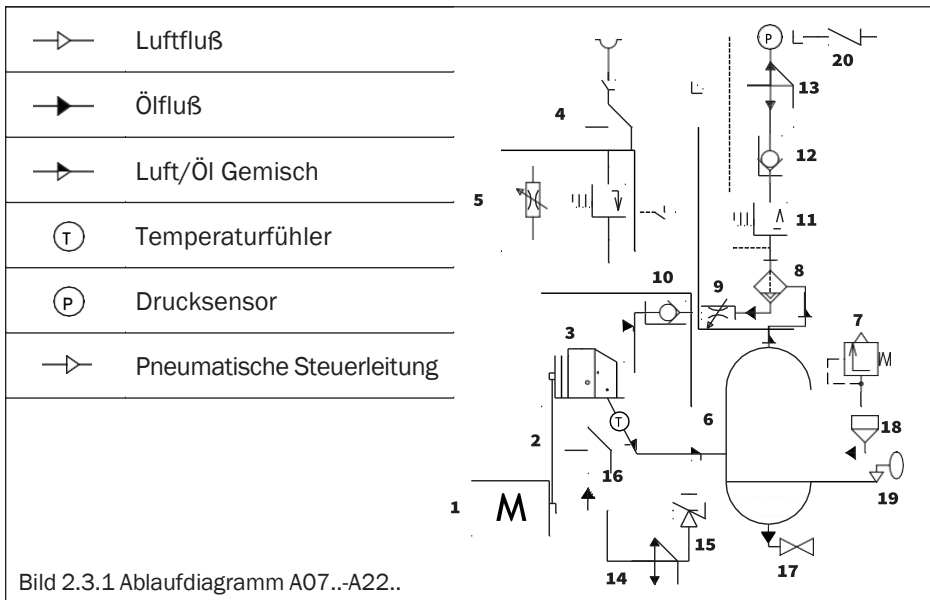 Luftfluß
Ölfluß
Luft/Öl Gemisch
T Temperaturfühler
P Drucksensor
Pneumatische Steuerleitung
P
20
13
4
12
5
11
10
9
8
7
3
T
6
18
2
16
19
1 M
15
14
17
Bild 2.3.1 Ablaufdiagramm A07..-A22..